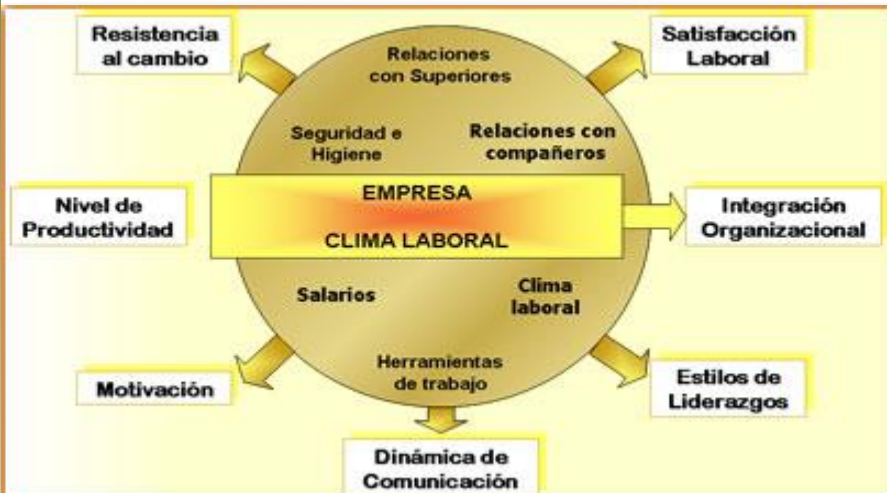 Resistencia
al cambio
Relaciones
con Superiores
Satisfacción
Laboral
Seguridad e
Higiene
Relaciones con
compañeros
Nivel de
Productividad
EMPRESA
CLIMA LABORAL
Integración
Organizacional
Salarios
Clima
laboral
Motivación
Herramientas
de trabajo
Estilos de
Liderazgos
Dinámica de
Comunicación